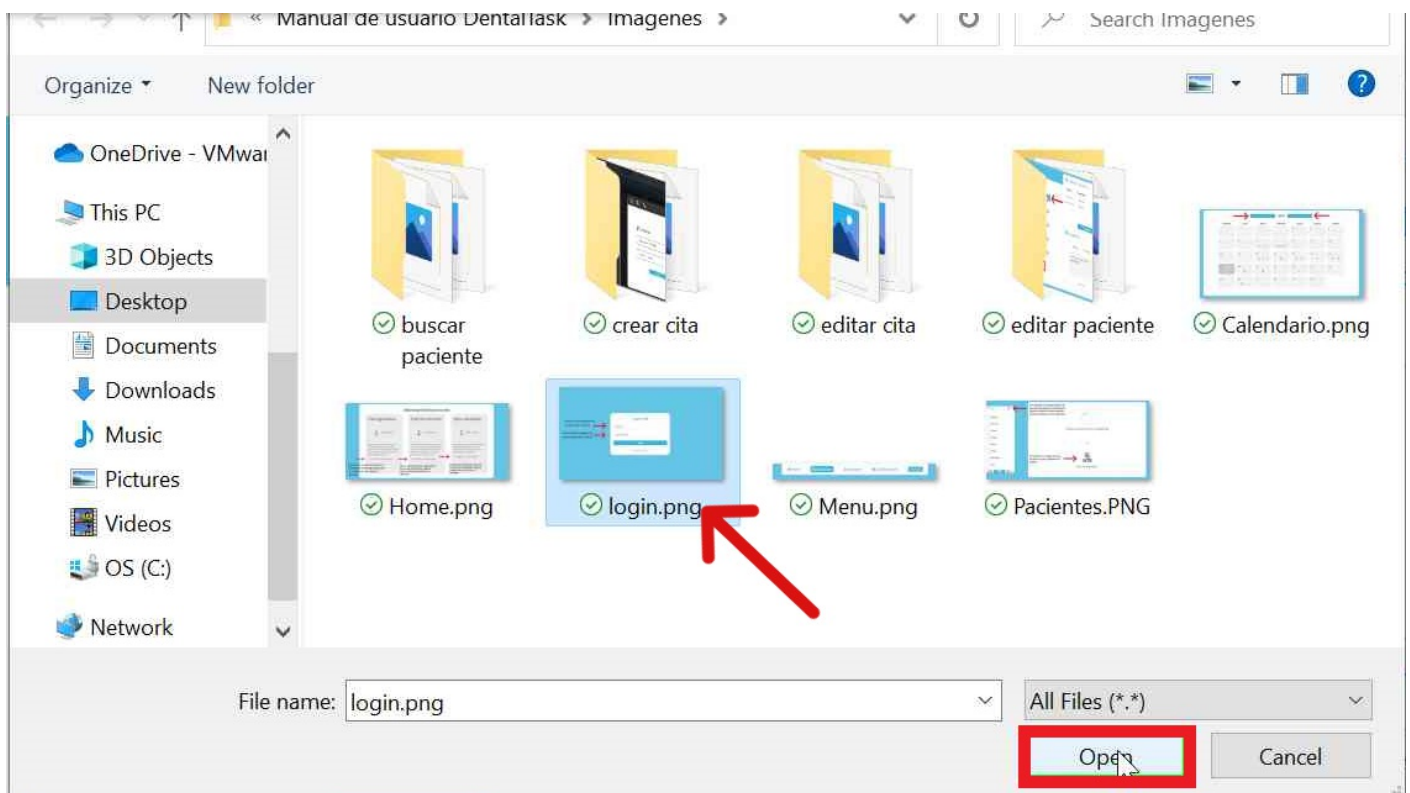 « Manual de usuario DentalTask > Imagenes >
Search Imagenes
Organize
New folder
OneDrive - VMwar
This PC
3D Objects
Desktop
Documents
Downloads
Music
Pictures
Videos
OS (C:)
Network
buscar
paciente
crear cita
editar cita
editar paciente
Calendario.png
Home.png
login.png
Menu.png
Pacientes.PNG
File name: login.png
All Files (*.*)
Open
Cancel